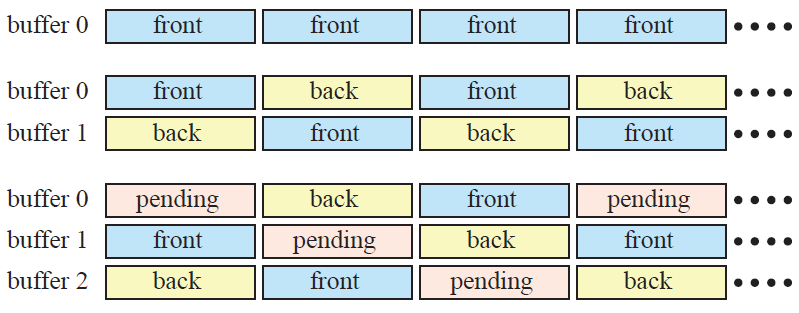 buffer 0 front front front front ••••
buffer 0 front back front back ••••
buffer 1 back front back front ••••
buffer 0 pending back front pending ••••
buffer 1 front pending back front ••••
buffer 2 back front pending back ••••